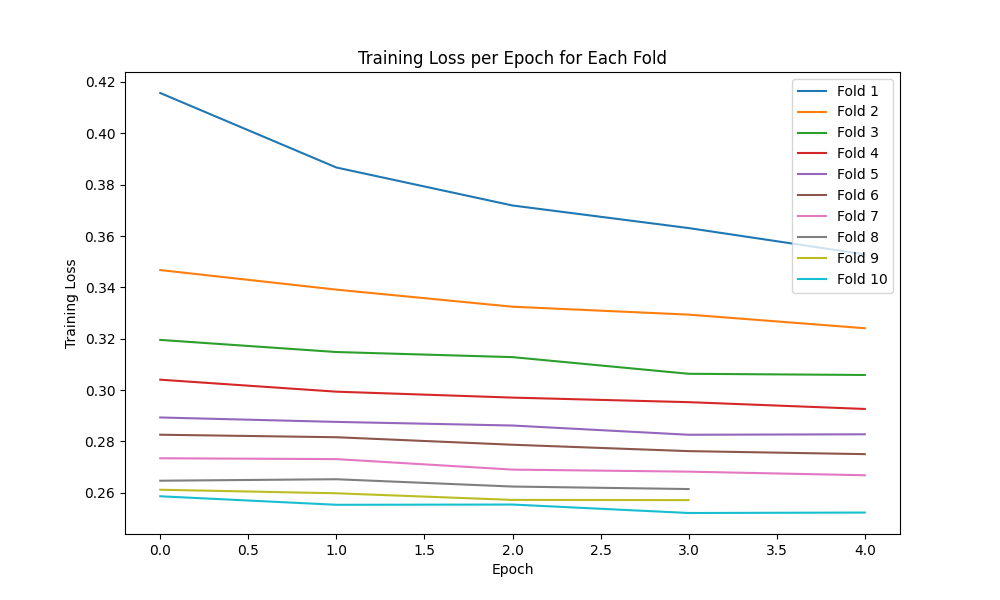 Training Loss per Epoch for Each Fold
Training Loss
0.42
0.40
0.38
0.36
0.34
0.32
0.30
0.28
0.26
Fold 1
Fold 2
Fold 3
Fold 4
Fold 5
Fold 6
Fold 7
Fold 8
Fold 9
Fold 10
0.0 0.5 1.0 1.5 2.0 2.5 3.0 3.5 4.0
Epoch